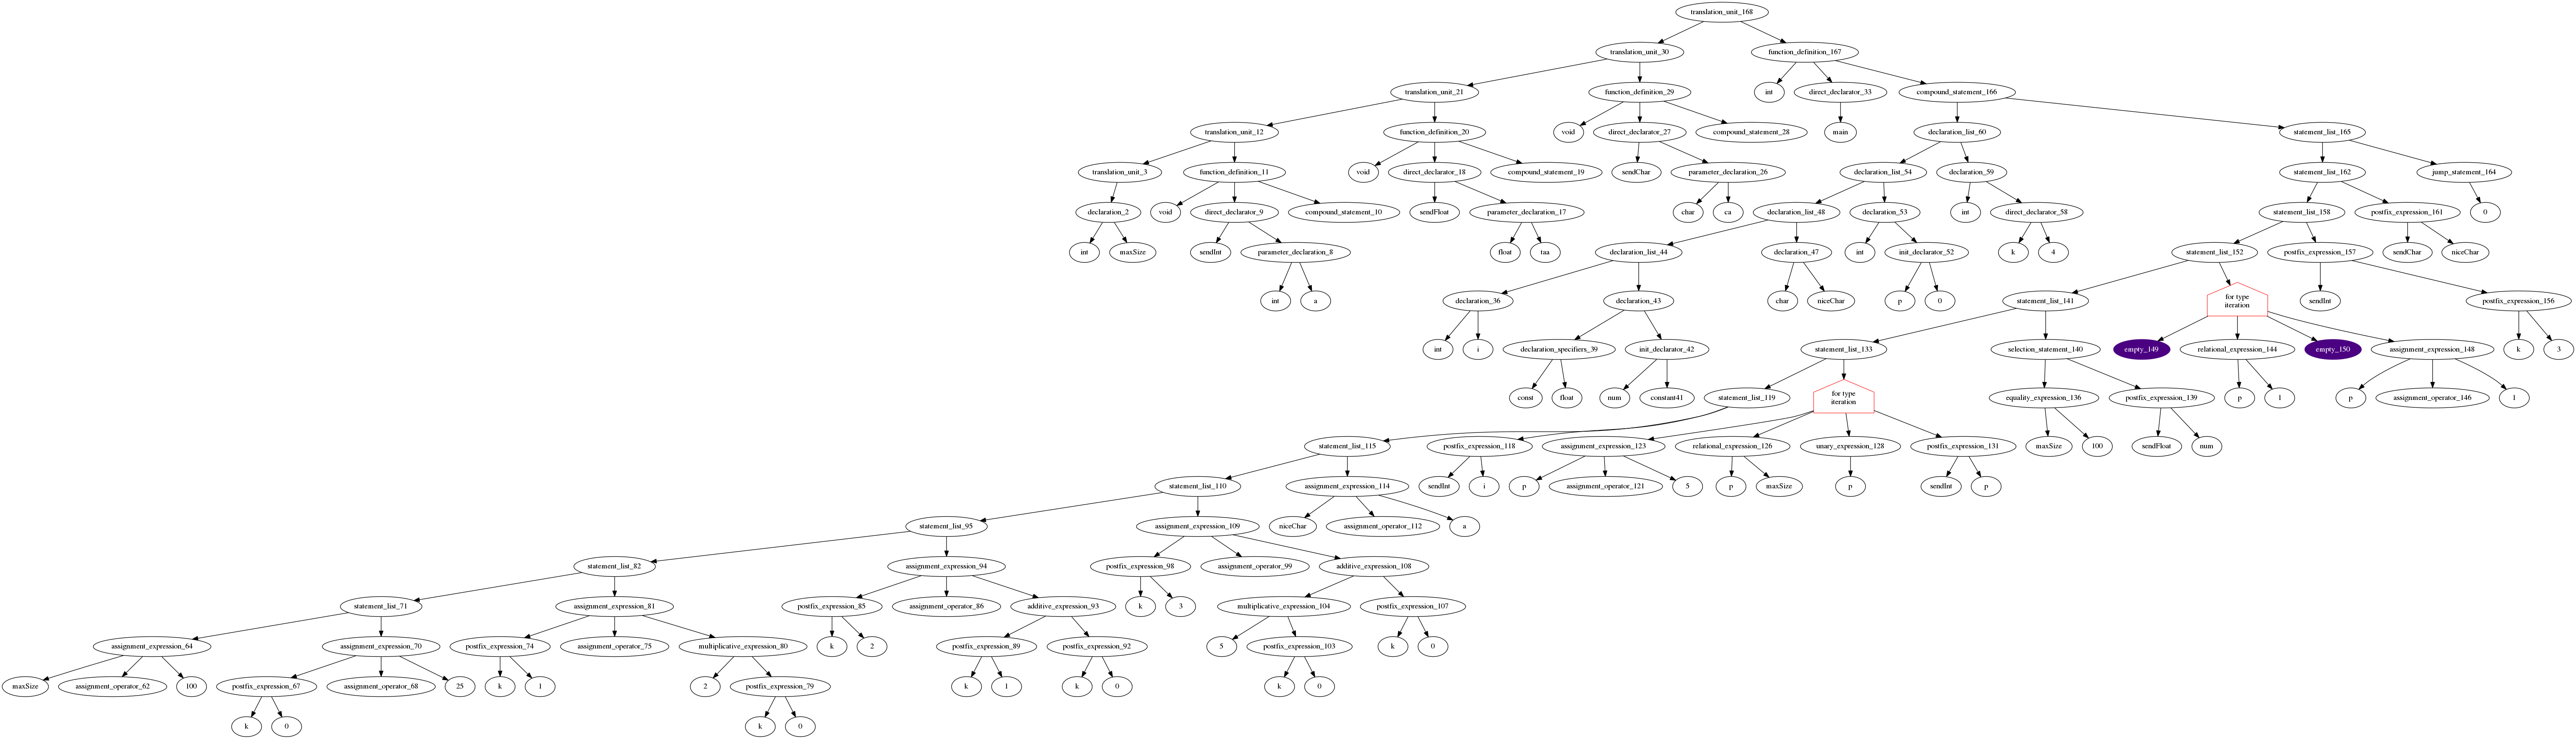 translation_unit_168
translation_unit_30 function_definition_167
translation_unit_21 function_definition_29 int direct_declarator_33 compound_statement_166
translation_unit_12 function_definition_20 void direct_declarator_27 compound_statement_28 main declaration_list_60 statement_list_165
translation_unit_3 function_definition_11 void direct_declarator_18 compound_statement_19 sendChar parameter_declaration_26 declaration_list_54 declaration_59 statement_list_162 jump_statement_164
declaration_2 void direct_declarator_9 compound_statement_10 sendFloat parameter_declaration_17 char ca declaration_list_48 declaration_53 int direct_declarator_58 statement_list_158 postfix_expression_161 0
int maxSize sendInt parameter_declaration_8 float taa declaration_list_44 declaration_47 int init_declarator_52 k 4 statement_list_152 postfix_expression_157 sendChar niceChar
int a declaration_36 declaration_43 char niceChar p 0 statement_list_141 for type
iteration sendInt postfix_expression_156
int i declaration_specifiers_39 init_declarator_42 statement_list_133 selection_statement_140 empty_149 relational_expression_144 empty_150 assignment_expression_148 k 3
const float num constant41 statement_list_119 for type
iteration equality_expression_136 postfix_expression_139 p 1 p assignment_operator_146 1
statement_list_115 postfix_expression_118 assignment_expression_123 relational_expression_126 unary_expression_128 postfix_expression_131 maxSize 100 sendFloat num
statement_list_110 assignment_expression_114 sendInt i p assignment_operator_121 5 p maxSize p sendInt p
statement_list_95 assignment_expression_109 niceChar assignment_operator_112 a
statement_list_82 assignment_expression_94 postfix_expression_98 assignment_operator_99 additive_expression_108
statement_list_71 assignment_expression_81 postfix_expression_85 assignment_operator_86 additive_expression_93 k 3 multiplicative_expression_104 postfix_expression_107
assignment_expression_64 assignment_expression_70 postfix_expression_74 assignment_operator_75 multiplicative_expression_80 k 2 postfix_expression_89 postfix_expression_92 5 postfix_expression_103 k 0
maxSize assignment_operator_62 100 postfix_expression_67 assignment_operator_68 25 k 1 2 postfix_expression_79 k 1 k 0 k 0
k 0 k 0